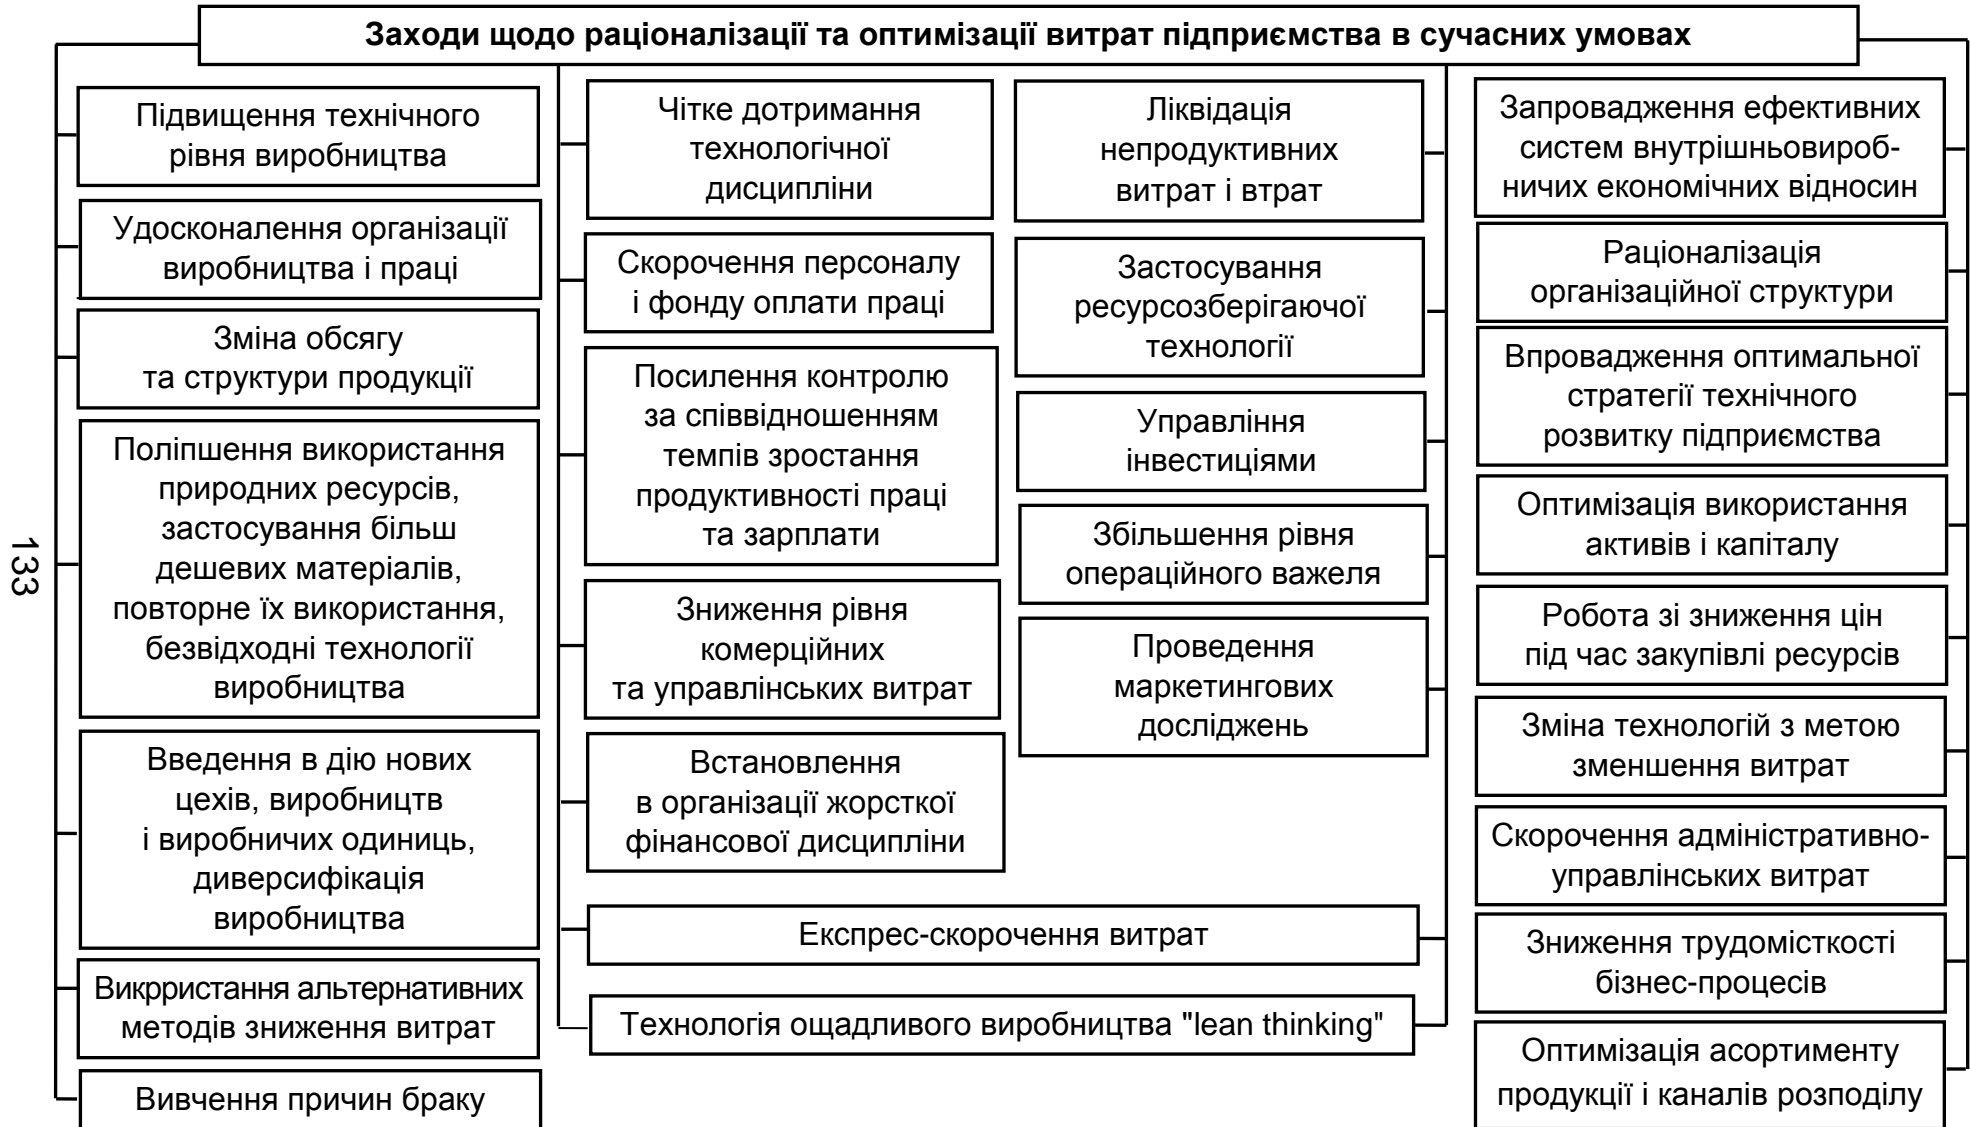 Заходи щодо раціоналізації та оптимізації витрат підприємства в сучасних умовах
Підвищення технічного
рівня виробництва
Удосконалення організації
виробництва і праці
Зміна обсягу
та структури продукції
Поліпшення використання
природних ресурсів,
застосування більш
дешевих матеріалів,
повторне їх використання,
безвідходні технології
виробництва
Введення в дію нових
цехів, виробництв
і виробничих одиниць,
диверсифікація
виробництва
Викррристання альтернативних
методів зниження витрат
Вивчення причин браку
Чітке дотримання
технологічної
дисципліни
Скорочення персоналу
і фонду оплати праці
Посилення контролю
за співвідношенням
темпів зростання
продуктивності праці
та зарплати
Зниження рівня
комерційних
та управлінських витрат
Встановлення
в організації жорсткої
фінансової дисципліни
Ліквідація
непродуктивних
витрат і втрат
Застосування
ресурсозберігаючої
технології
Управління
інвестиціями
Збільшення рівня
операційного важеля
Проведення
маркетингових
досліджень
Експрес-скорочення витрат
Технологія ощадливого виробництва "lean thinking"
Запровадження ефективних
систем внутрішньовироб-
ничих економічних відносин
Раціоналізація
організаційної структури
Впровадження оптимальної
стратегії технічного
розвитку підприємства
Оптимізація використання
активів і капіталу
Робота зі зниження цін
під час закупівлі ресурсів
Зміна технологій з метою
зменшення витрат
Скорочення адміністративно-
управлінських витрат
Зниження трудомісткості
бізнес-процесів
Оптимізація асортименту
продукції і каналів розподілу
133